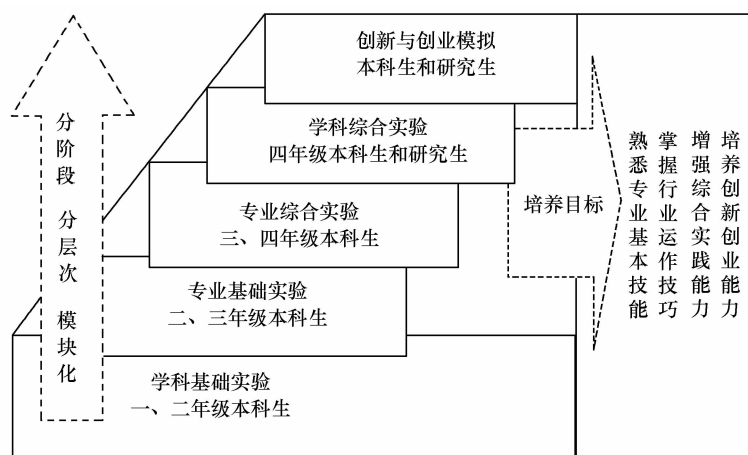 创新与创业模拟
本科生和研究生
学科综合实验
四年级本科生和研究生
专业综合实验
三、四年级本科生
专业基础实验
二、三年级本科生
学科基础实验
一、二年级本科生
分阶段 分层次 模块化
培养目标
熟悉专业基本技能
掌握行业运作技巧
增强综合实践能力
培养创新创业能力